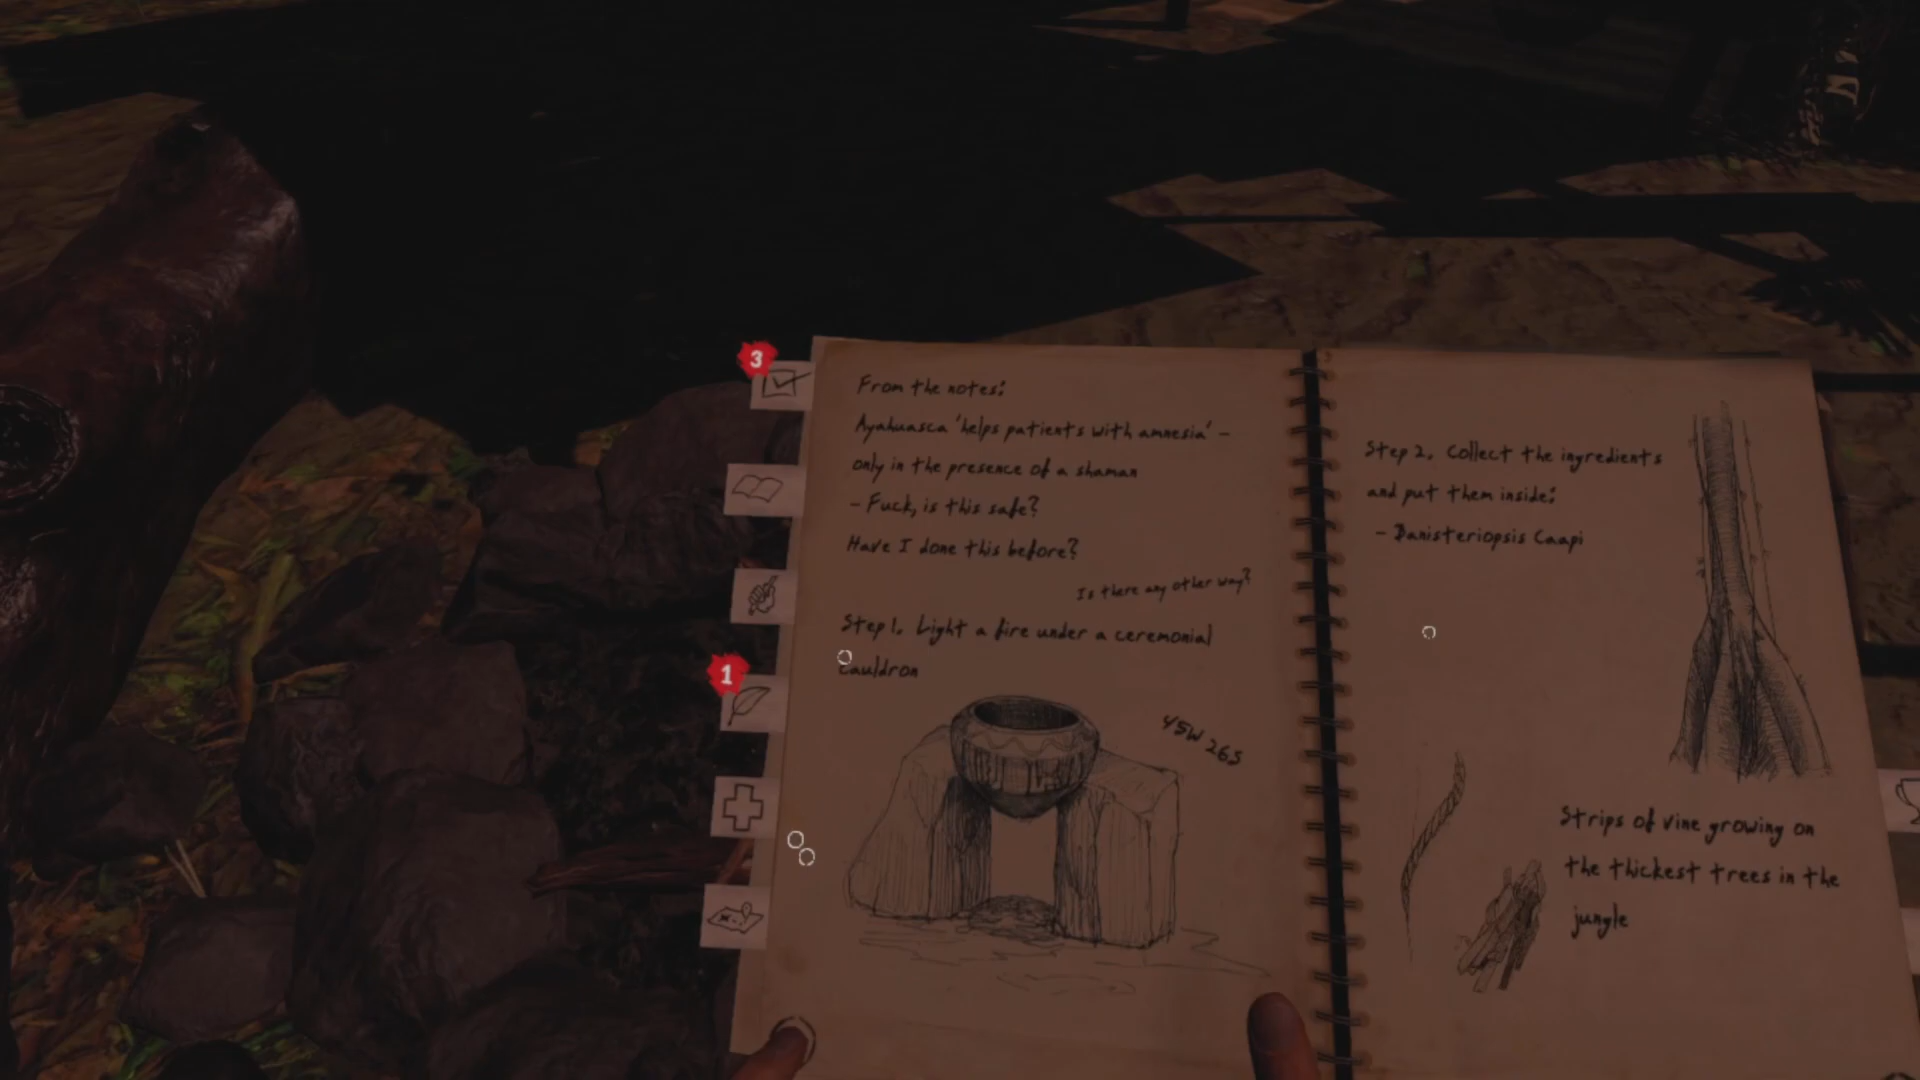 3
From the notes:
Ayahuasca 'helps patients with amnesia' -
only in the presence of a shaman
- Fuck, is this safe?
Have I done this before?
Is there any other way?
Step 1. Light a fire under a ceremonial
cauldron
1
45W 26S
Step 2. Collect the ingredients
and put them inside:
- Banisteriopsis Caapi
Strips of vine growing on
the thickest trees in the
jungle